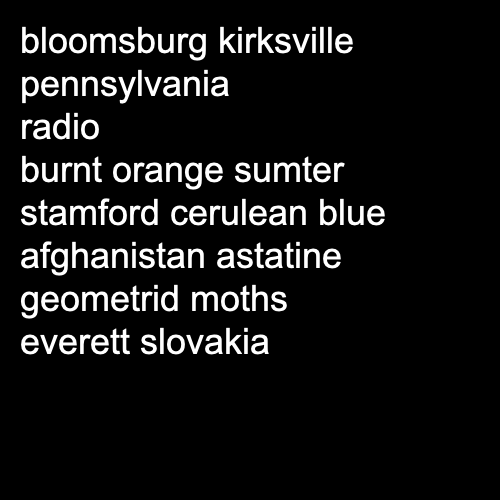 bloomsburg kirksville
pennsylvania
radio
burnt orange sumter
stamford cerulean blue
afghanistan astatine
geometrid moths
everett slovakia